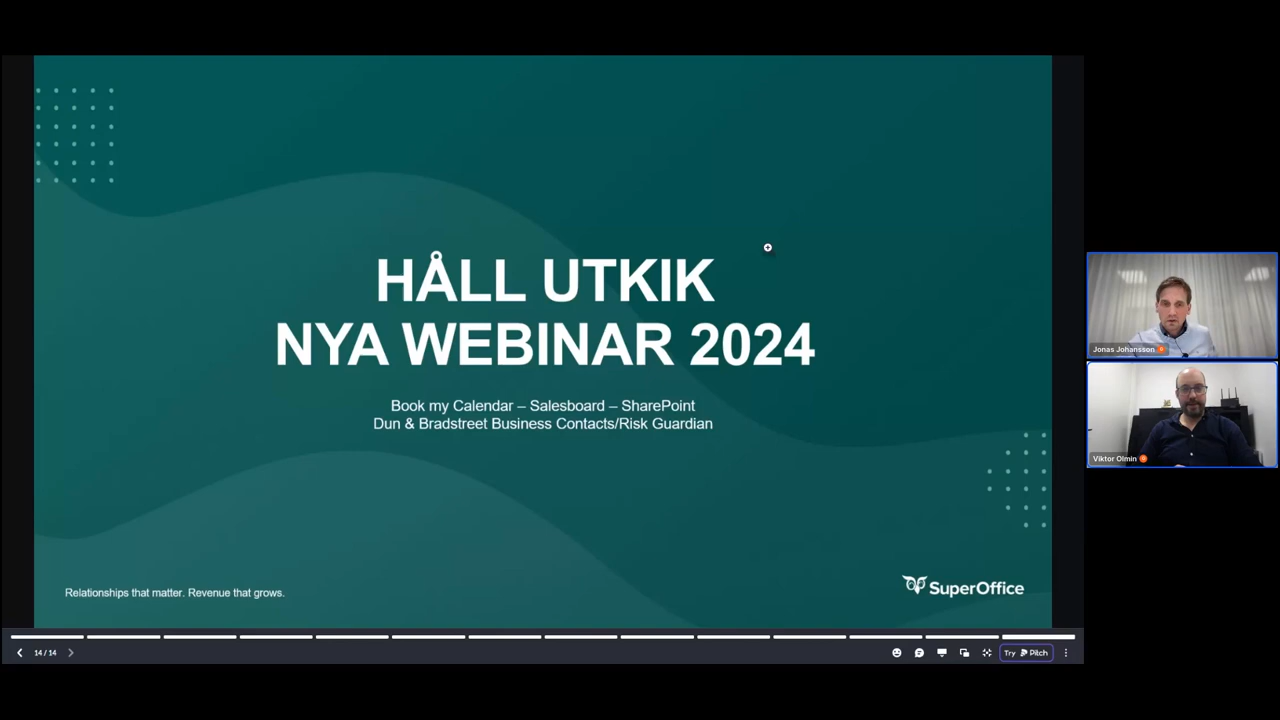 HÅLL UTKIK
NYA WEBINAR 2024
Book my Calendar – Salesboard – SharePoint
Dun & Bradstreet Business Contacts/Risk Guardian
Relationships that matter. Revenue that grows.
SuperOffice
14 / 14
Try Pitch
Jonas Johansson
Viktor Olmin